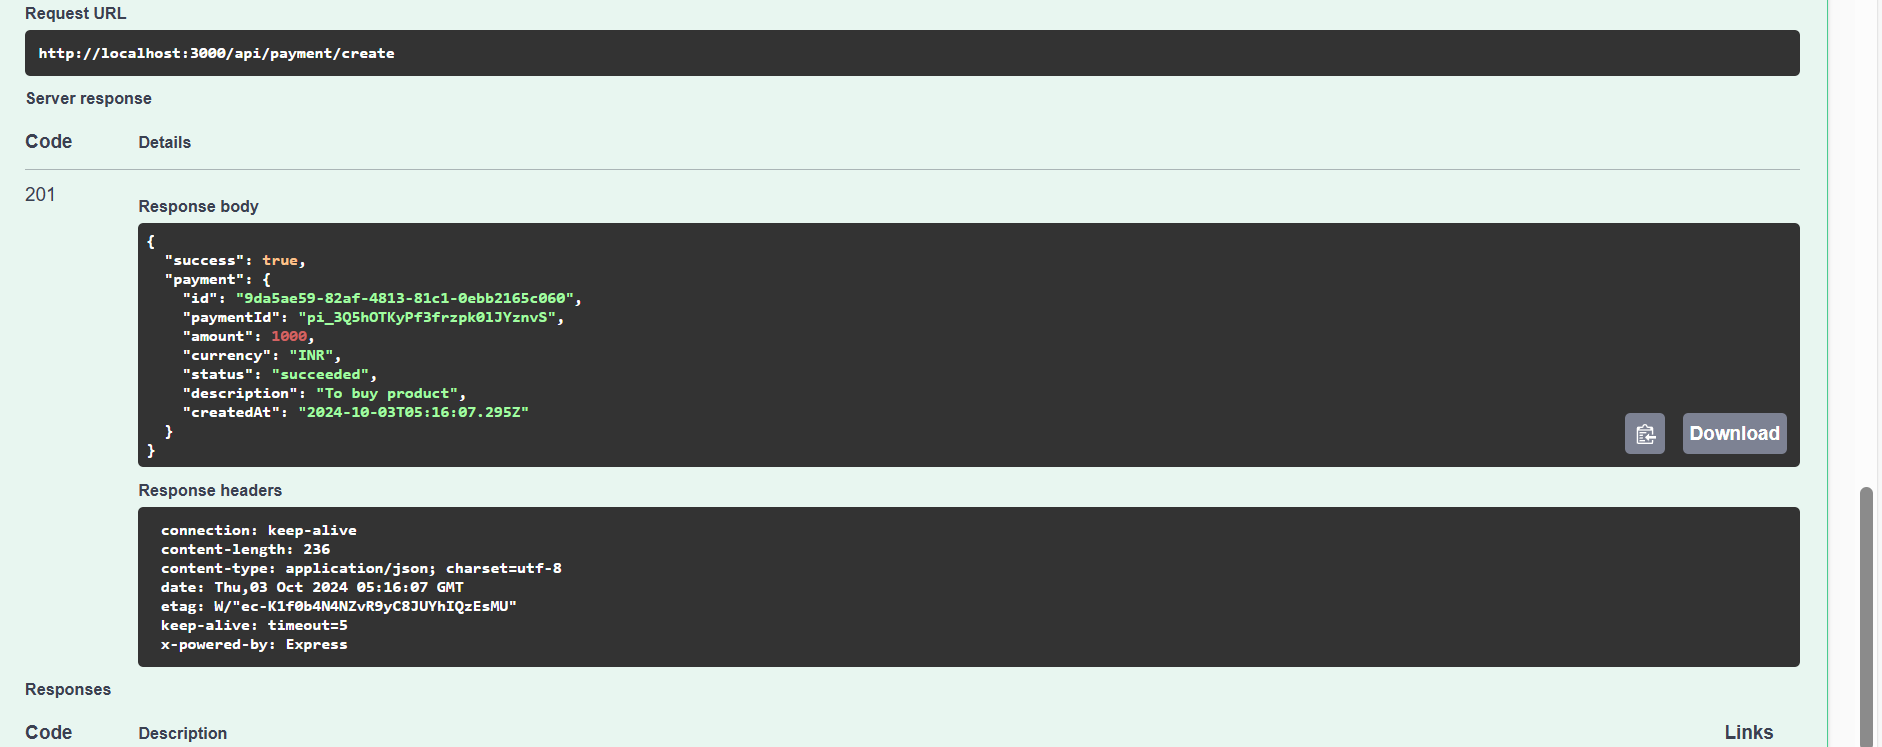 Request URL
http://localhost:3000/api/payment/create
Server response
Code Details
201
Response body
{
"success": true,
"payment": {
"id": "9da5ae59-82af-4813-81c1-0ebb2165c060",
"paymentId": "pi_3Q5hOTKyPf3frzpk0lJYznvS",
"amount": 1000,
"currency": "INR",
"status": "succeeded",
"description": "To buy product",
"createdAt": "2024-10-03T05:16:07.295Z"
}
}
Download
Response headers
connection: keep-alive
content-length: 236
content-type: application/json; charset=utf-8
date: Thu,03 Oct 2024 05:16:07 GMT
etag: W/"ec-K1f0b4N4NZvR9yC8JUYhIQzEsMU"
keep-alive: timeout=5
x-powered-by: Express
Responses
Code Description Links